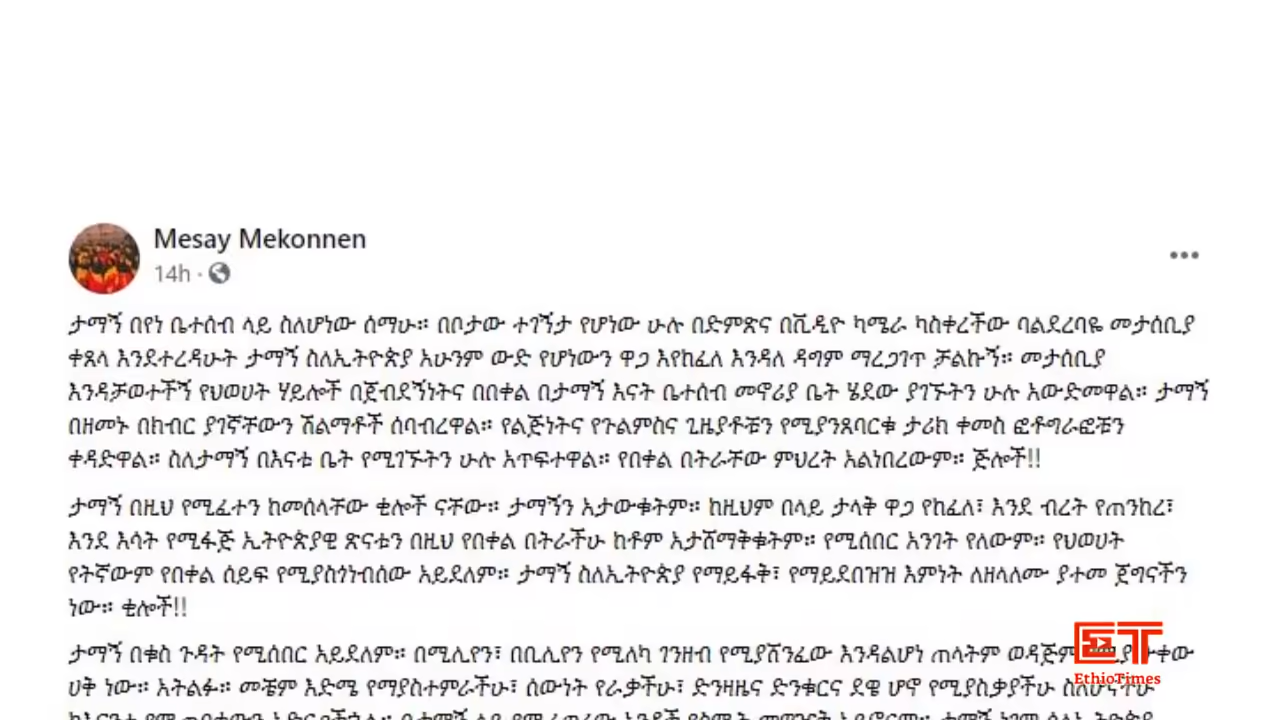 Mesay Mekonnen
14h ·
ታማኝ በየነ ቤተሰብ ላይ ስለሆነው ሰማሁ። በቦታው ተገኝታ የሆነው ሁሉ በድምጽና በቪዲዮ ካሜራ ካስቀረችው ባልደረባዬ መታሰቢያ
ቀጸላ እንደተረዳሁት ታማኝ ስለኢትዮጵያ አሁንም ውድ የሆነውን ዋጋ እየከፈለ እንዳለ ዳግም ማረጋገጥ ቻልኩኝ። መታሰቢያ
እንዳጫወተችኝ የህወሀት ሃይሎች በጀብደኝነትና በበቀል በታማኝ እናት ቤተሰብ መኖሪያ ቤት ሄደው ያገኙትን ሁሉ አውድመዋል። ታማኝ
በዘመኑ በክብር ያገኛቸውን ሽልማቶች ሰባብረዋል። የልጅነትና የጉልምስና ጊዜያቶቹን የሚያንጸባርቁ ታሪክ ቀመስ ፎቶግራፎቹን
ቀዳድዋል። ስለታማኝ በእናቱ ቤት የሚገኙትን ሁሉ አጥፍተዋል። የበቀል በትራቸው ምህረት አልነበረውም። ጅሎች!!
ታማኝ በዚህ የሚፈተን ከመሰላቸው ቂሎች ናቸው። ታማኝን አታውቁትም። ከዚህም በላይ ታላቅ ዋጋ የከፈለ፣ እንደ ብረት የጠንከረ፣
እንደ እሳት የሚፋጅ ኢትዮጵያዊ ጽናቱን በዚህ የበቀል በትራችሁ ከቶም አታሸማቅቁትም። የሚሰበር አንገት የለውም። የህወሀት
የትኛውም የበቀል ሰይፍ የሚያስጎነብሰው አይደለም። ታማኝ ስለኢትዮጵያ የማይፋቅ፣ የማይደበዝዝ እምነት ለዘላለሙ ያተመ ጀግናችን
ነው። ቂሎች!!
ታማኝ በቁስ ጉዳት የሚሰበር አይደለም። በሚሊየን፣ በቢሊየን የሚለካ ገንዘብ የሚያሸንፈው እንዳልሆነ ጠላትም ወዳጅም
ሀቅ ነው። አትልፉ። መቼም እድሜ የማያስተምራችሁ፣ ሰውነት የራቃችሁ፣ ድንዛዜና ድንቁርና ደዌ ሆኖ የሚያስቃያችሁ ስለሆናችሁ
ET
EthioTimes